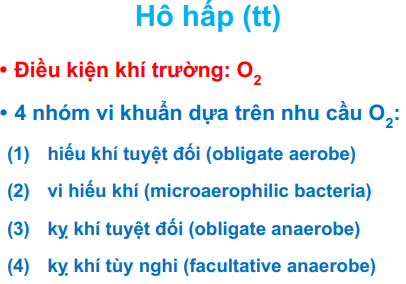 Hô hấp (tt)
• Điều kiện khí trường: O₂
• 4 nhóm vi khuẩn dựa trên nhu cầu O₂:
(1) hiếu khí tuyệt đối (obligate aerobe)
(2) vi hiếu khí (microaerophilic bacteria)
(3) kỵ khí tuyệt đối (obligate anaerobe)
(4) kỵ khí tùy nghi (facultative anaerobe)